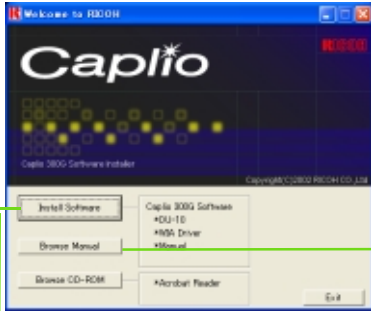 Welcome to RICOH
RICOH
Caplio
Caplio 300G Software Installer
Copyright(C)2002 RICOH CO.,Ltd
Install Software
Browse Manual
Browse CD-ROM
Caplio 300G Software
*DU-10
*WIA Driver
*Manual
*Acrobat Reader
Exit